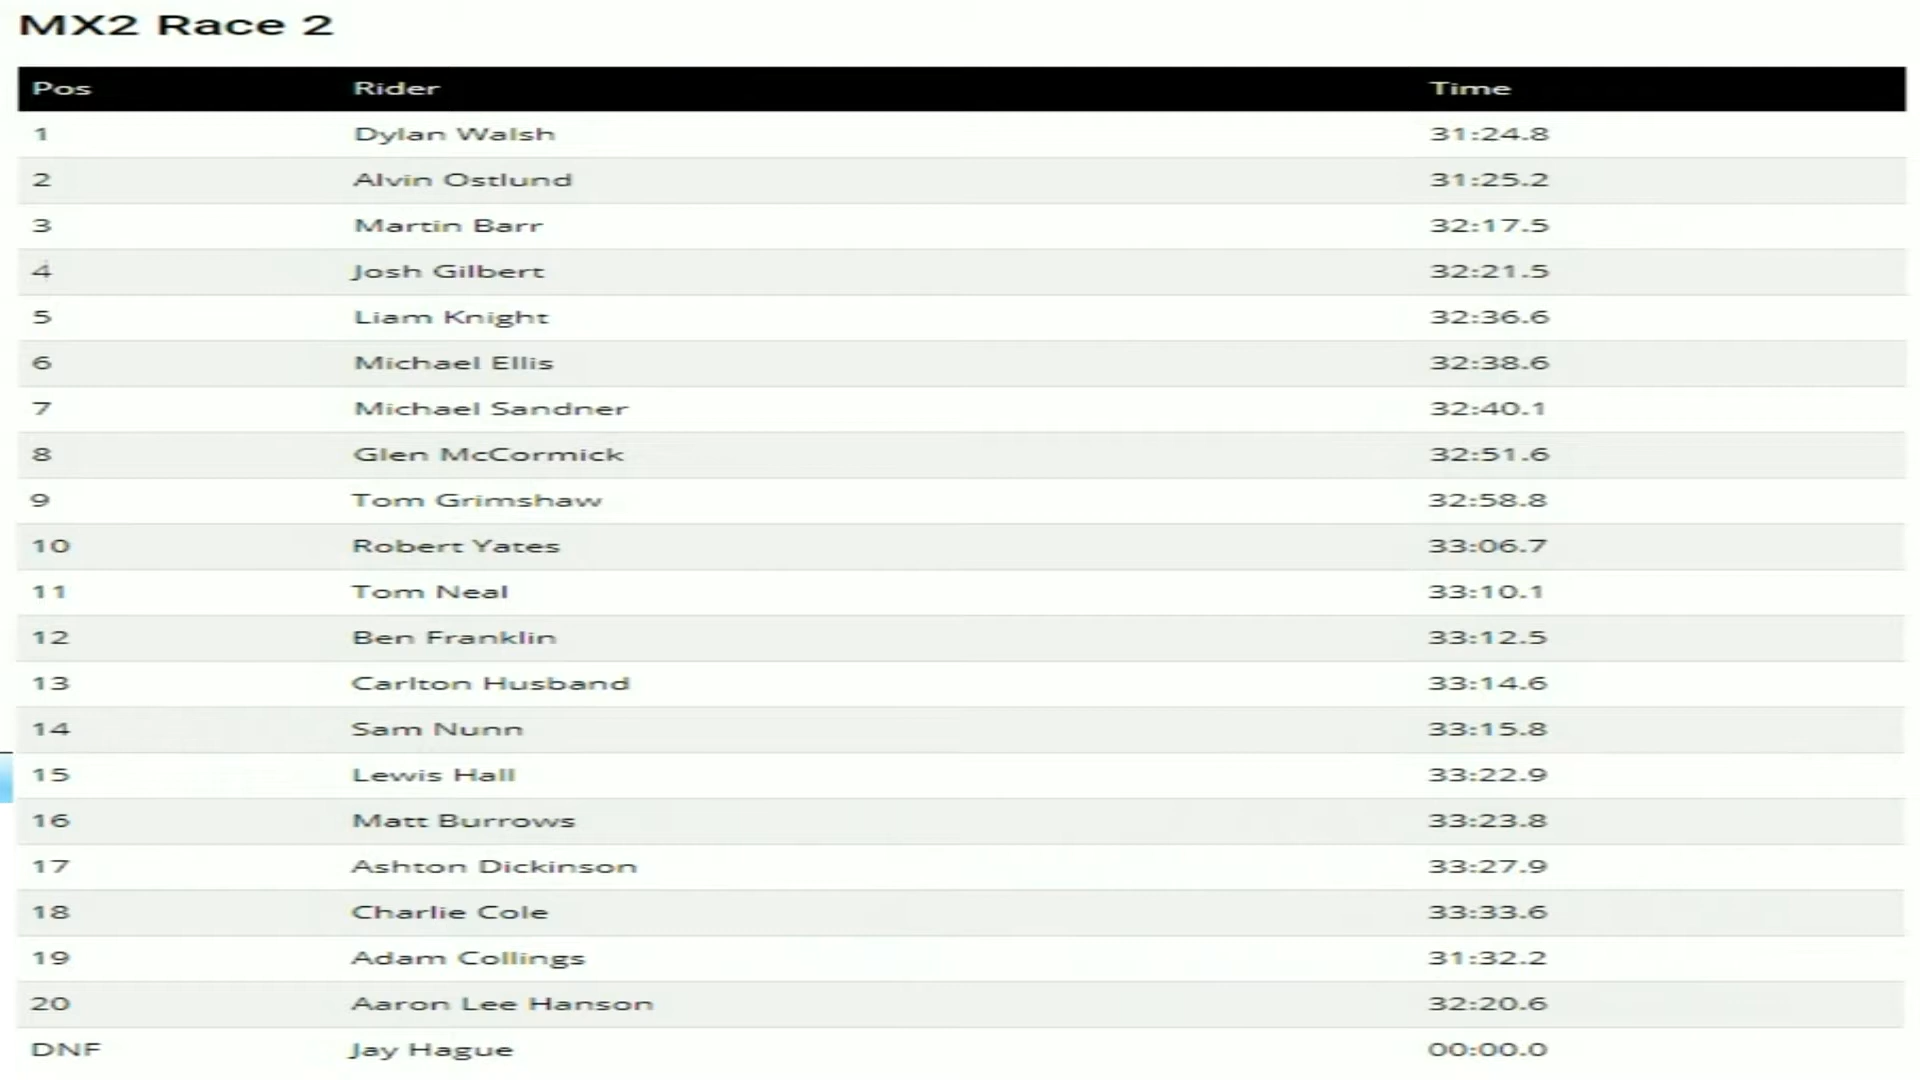 MX2 Race 2
Pos Rider Time
1 Dylan Walsh 31:24.8
2 Alvin Ostlund 31:25.2
3 Martin Barr 32:17.5
4 Josh Gilbert 32:21.5
5 Liam Knight 32:36.6
6 Michael Ellis 32:38.6
7 Michael Sandner 32:40.1
8 Glen McCormick 32:51.6
9 Tom Grimshaw 32:58.8
10 Robert Yates 33:06.7
11 Tom Neal 33:10.1
12 Ben Franklin 33:12.5
13 Carlton Husband 33:14.6
14 Sam Nunn 33:15.8
15 Lewis Hall 33:22.9
16 Matt Burrows 33:23.8
17 Ashton Dickinson 33:27.9
18 Charlie Cole 33:33.6
19 Adam Collings 31:32.2
20 Aaron Lee Hanson 32:20.6
DNF Jay Hague 00:00.0